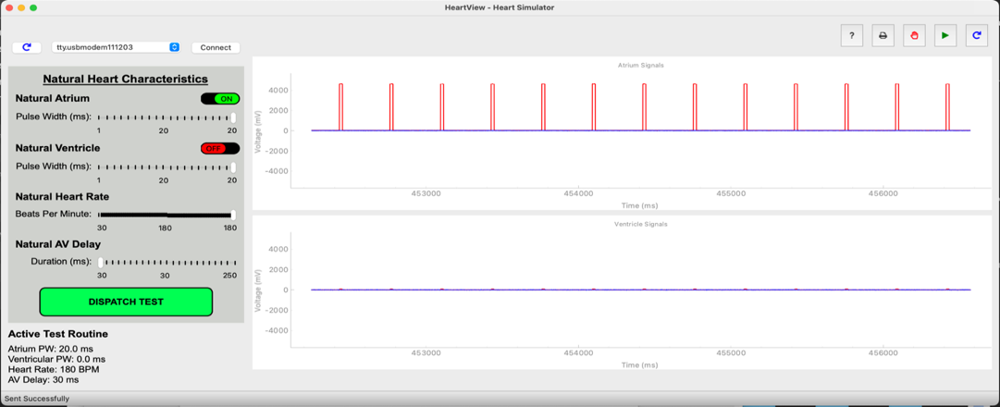 HeartView - Heart Simulator
?
tty.usbmodem111203
Connect
Natural Heart Characteristics
Natural Atrium
ON
Pulse Width (ms):
1 20 20
Natural Ventricle
OFF
Pulse Width (ms):
1 20 20
Natural Heart Rate
Beats Per Minute:
30 180 180
Natural AV Delay
Duration (ms):
30 30 250
DISPATCH TEST
Active Test Routine
Atrium PW: 20.0 ms
Ventricular PW: 0.0 ms
Heart Rate: 180 BPM
AV Delay: 30 ms
Sent Successfully
Atrium Signals
Voltage (mV)
4000
2000
0
-2000
-4000
453000 454000 455000 456000
Time (ms)
Ventricle Signals
Voltage (mV)
4000
2000
0
-2000
-4000
453000 454000 455000 456000
Time (ms)